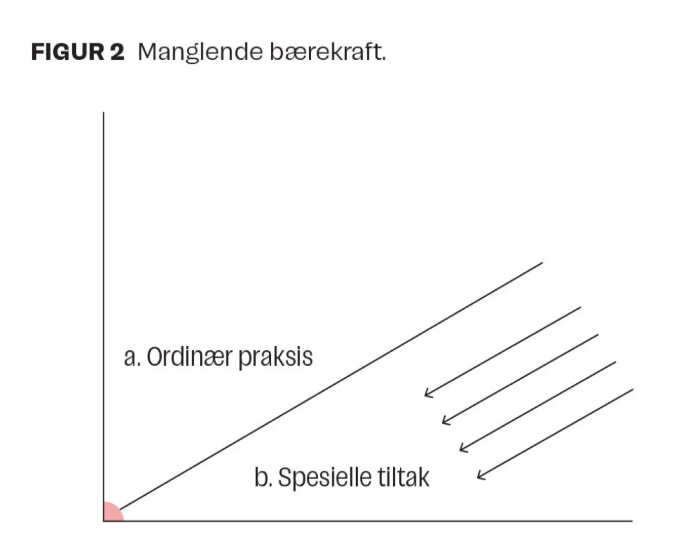 FIGUR 2 Manglende bærekraft.
a. Ordinær praksis
b. Spesielle tiltak